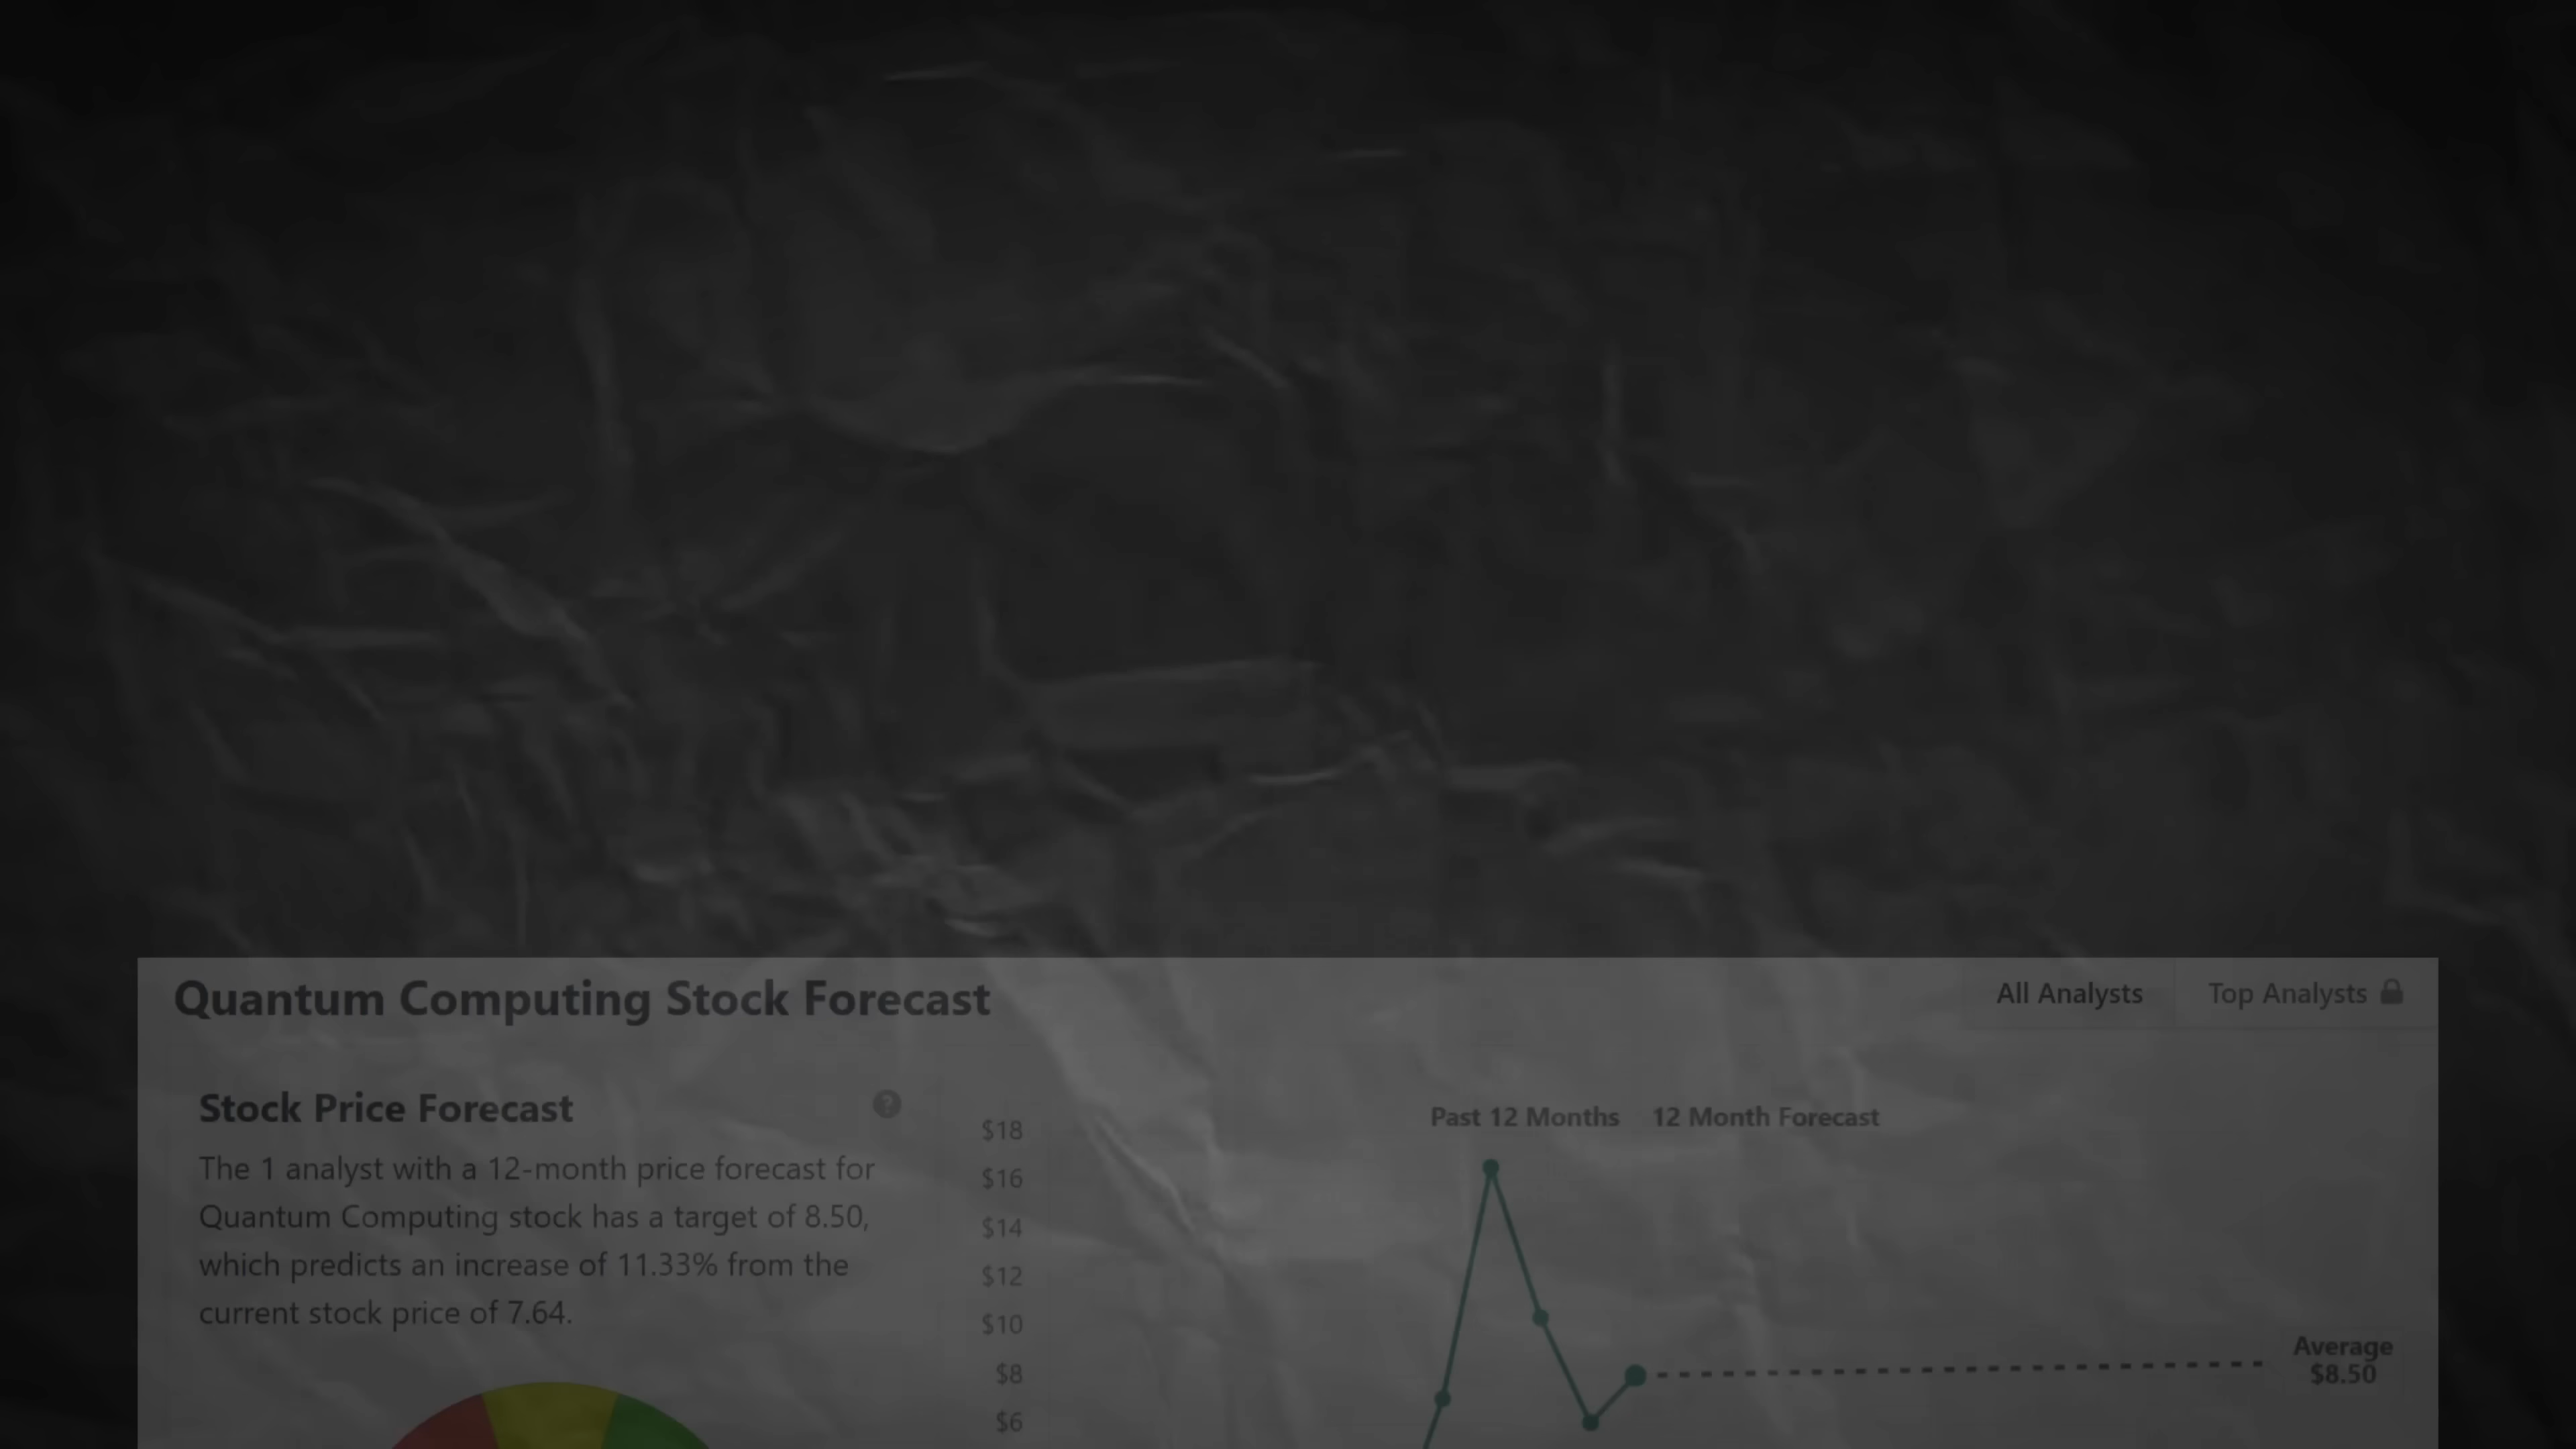 Quantum Computing Stock Forecast
All Analysts
Top Analysts
Stock Price Forecast
?
The 1 analyst with a 12-month price forecast for
Quantum Computing stock has a target of 8.50,
which predicts an increase of 11.33% from the
current stock price of 7.64.
Past 12 Months
12 Month Forecast
$18
$16
$14
$12
$10
$8
$6
Average
$8.50